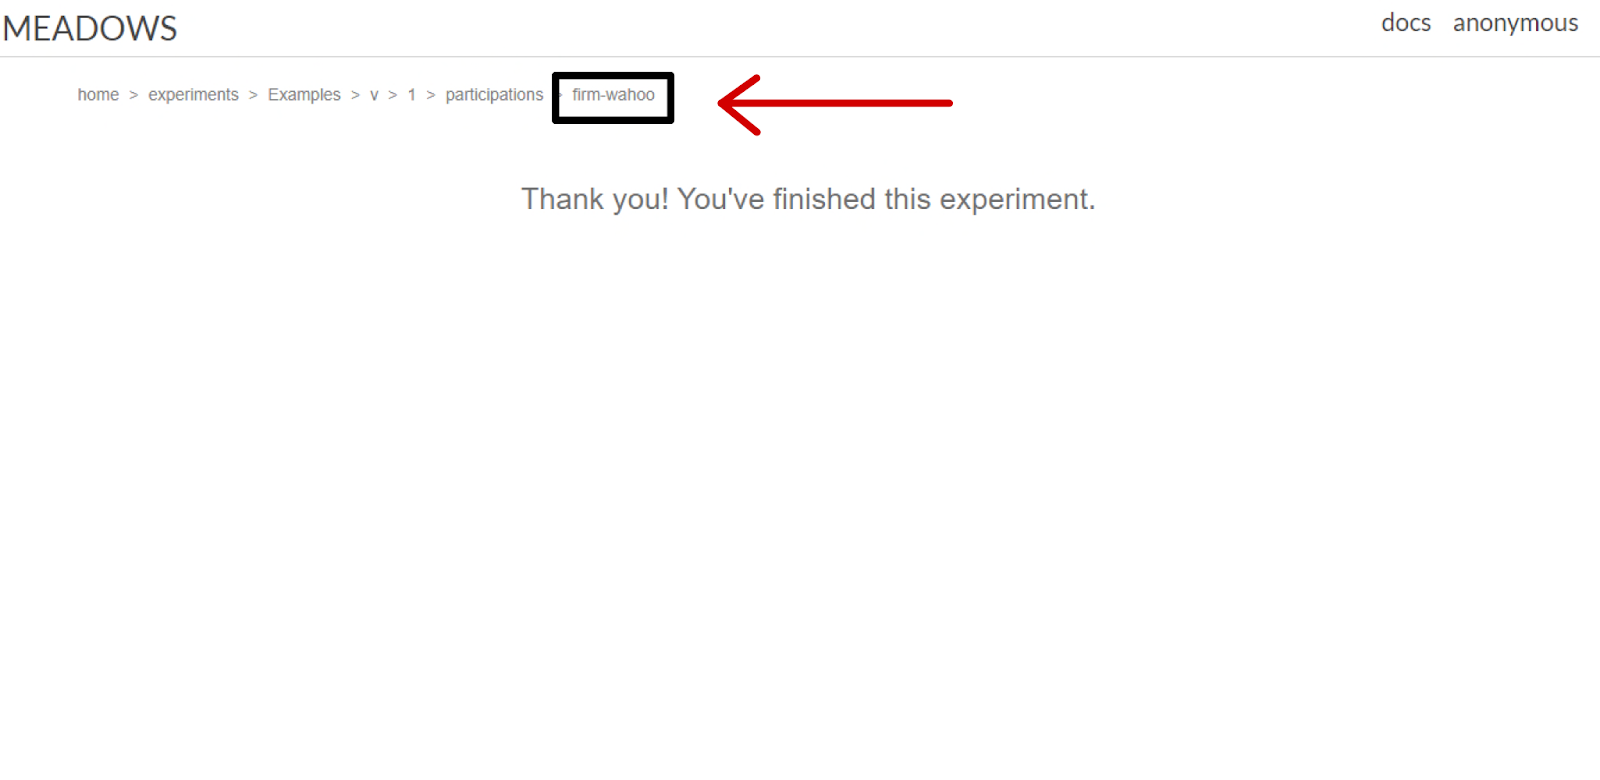 MEADOWS
docs anonymous
home > experiments > Examples > v > 1 > participations > firm-wahoo
Thank you! You've finished this experiment.